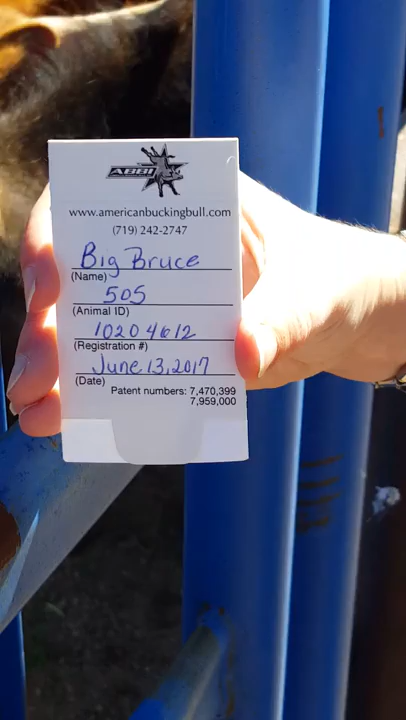 ABBI
www.americanbuckingbull.com
(719) 242-2747
Big Bruce
(Name)
505
(Animal ID)
10204612
(Registration #)
June 13, 2017
(Date)
Patent numbers: 7,470,399
7,959,000